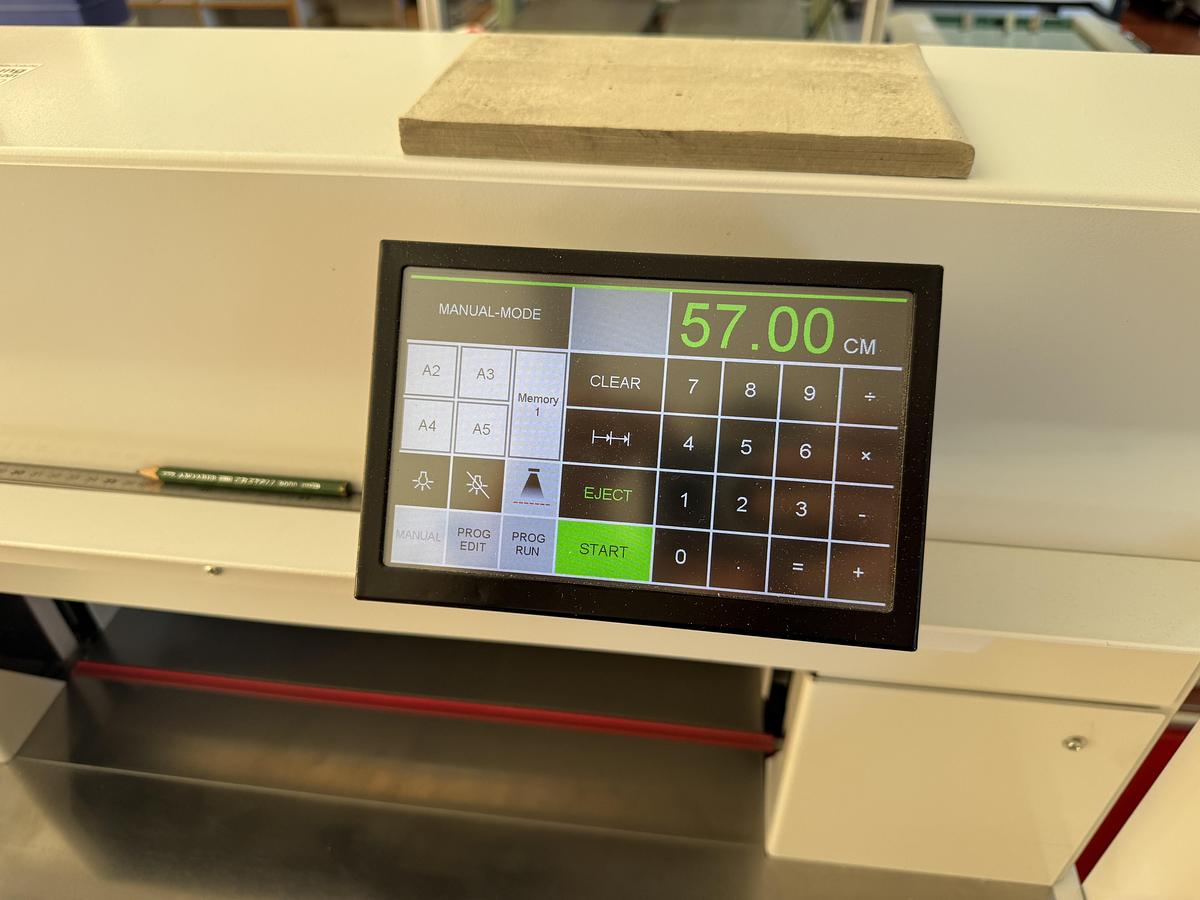 MANUAL-MODE
57.00 CM
A2 A3
Memory
1
A4 A5
CLEAR 7 8 9 ÷
4 5 6 ×
EJECT 1 2 3 -
MANUAL
PROG
EDIT
PROG
RUN
START 0 . = +